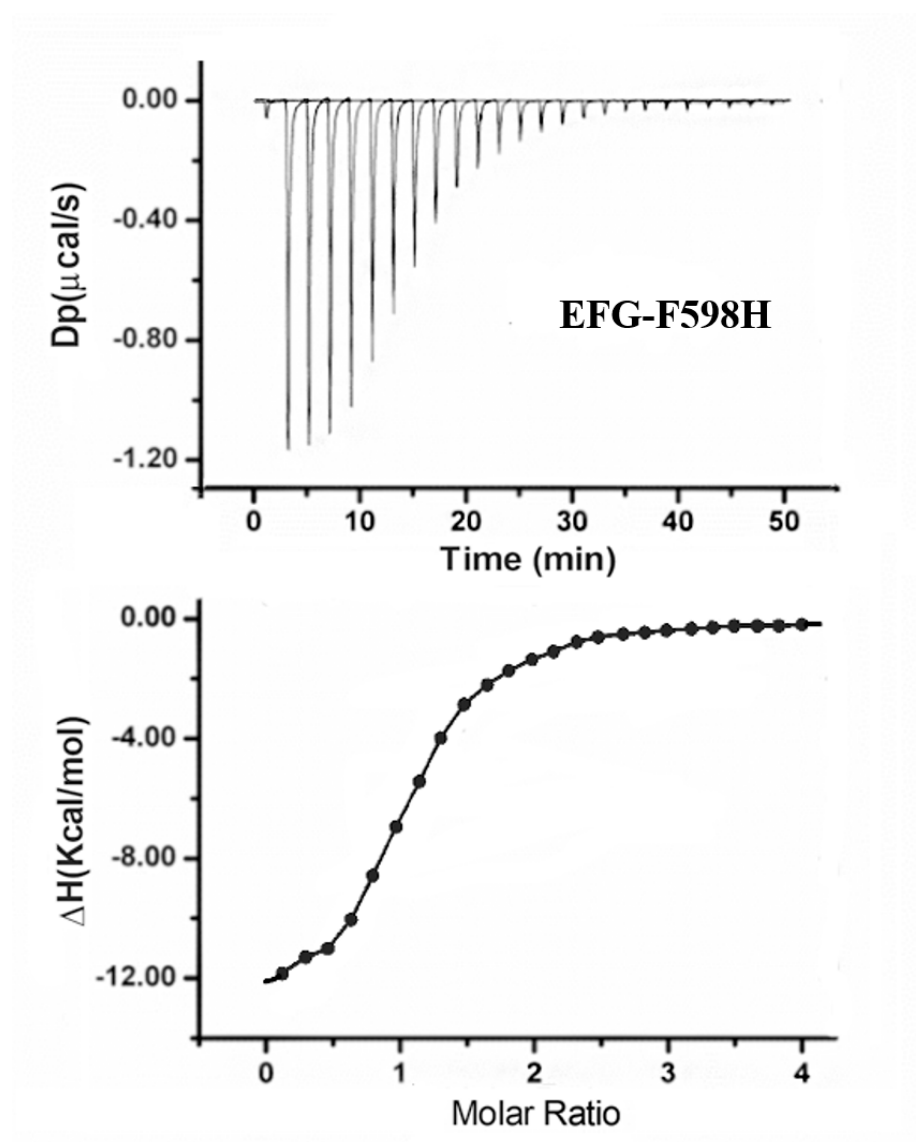 0.00
-0.40
-0.80
-1.20
Dp(μcal/s)
EFG-F598H
0 10 20 30 40 50
Time (min)
0.00
-4.00
-8.00
-12.00
ΔH(Kcal/mol)
0 1 2 3 4
Molar Ratio